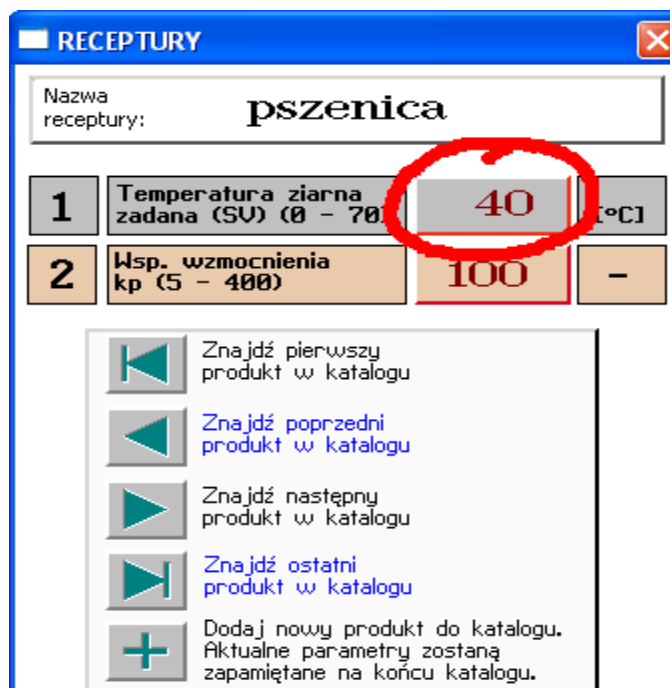 RECEPTURY
Nazwa
receptury:
pszenica
1
Temperatura ziarna
zadana (SV) (0 - 70)
40
[°C]
2
Wsp. wzmocnienia
kp (5 - 400)
100
-
Znajdź pierwszy
produkt w katalogu
Znajdź poprzedni
produkt w katalogu
Znajdź następny
produkt w katalogu
Znajdź ostatni
produkt w katalogu
Dodaj nowy produkt do katalogu.
Aktualne parametry zostaną
zapamiętane na końcu katalogu.